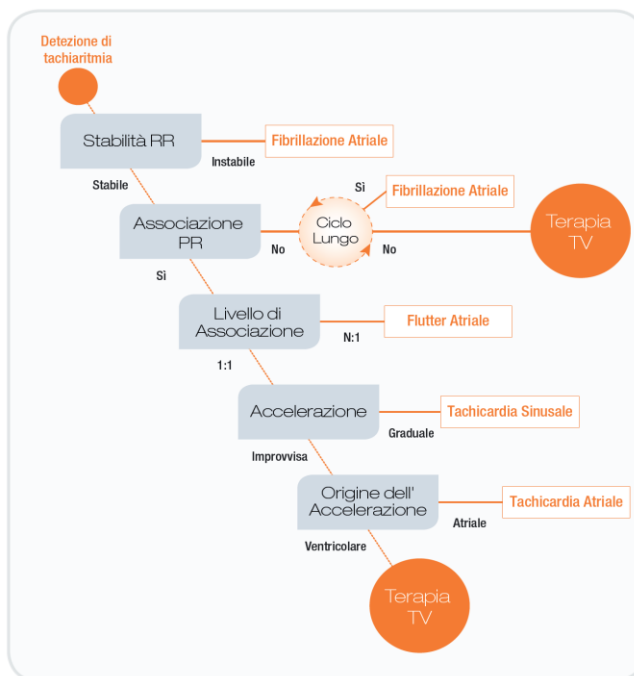 Detezione di
tachiaritmia
Stabilità RR
Instabile
Fibrillazione Atriale
Stabile
Associazione
PR
No
Ciclo
Lungo
Sì
Fibrillazione Atriale
No
Terapia
TV
Sì
Livello di
Associazione
N:1
Flutter Atriale
1:1
Accelerazione
Graduale
Tachicardia Sinusale
Improvvisa
Origine dell'
Accelerazione
Atriale
Tachicardia Atriale
Ventricolare
Terapia
TV